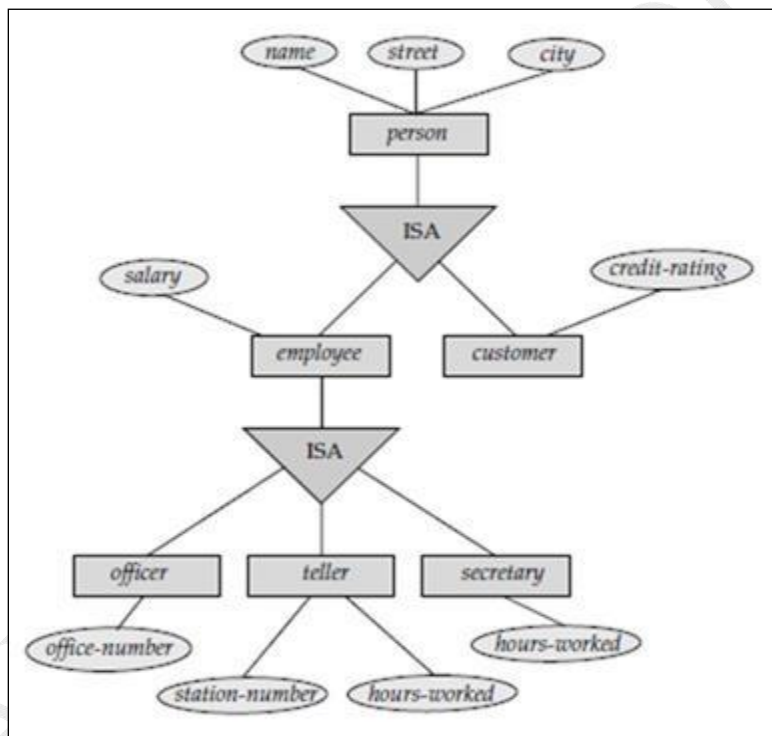 name street city
person
ISA
salary credit-rating
employee customer
ISA
officer teller secretary
office-number hours-worked
station-number hours-worked